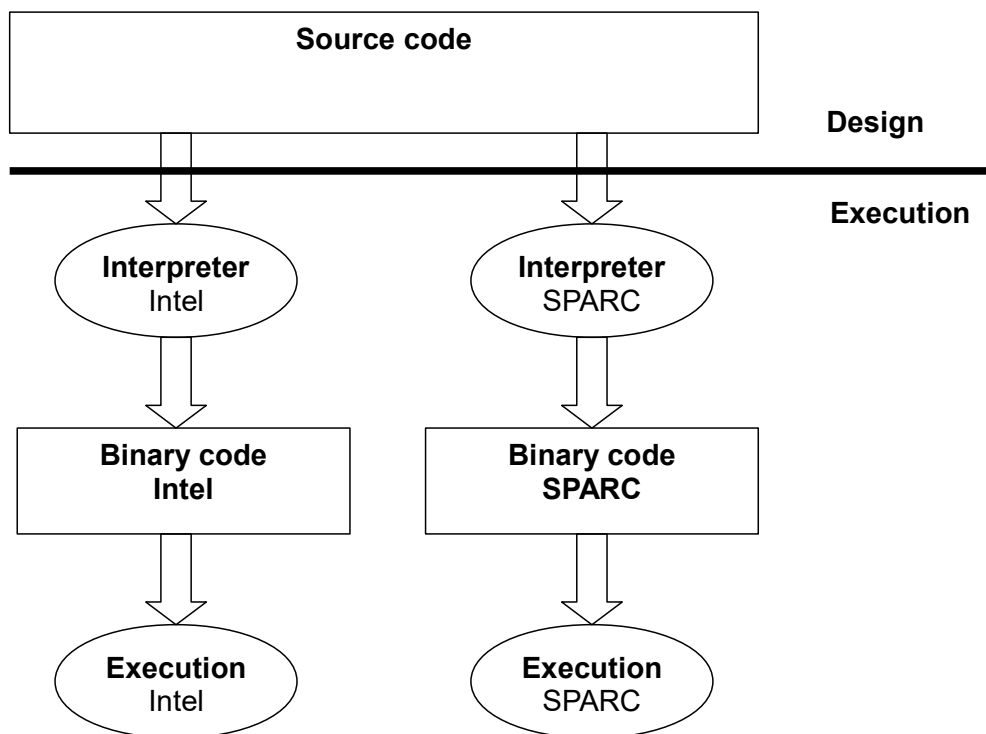 Source code
Design
Execution
Interpreter
Intel
Interpreter
SPARC
Binary code
Intel
Binary code
SPARC
Execution
Intel
Execution
SPARC